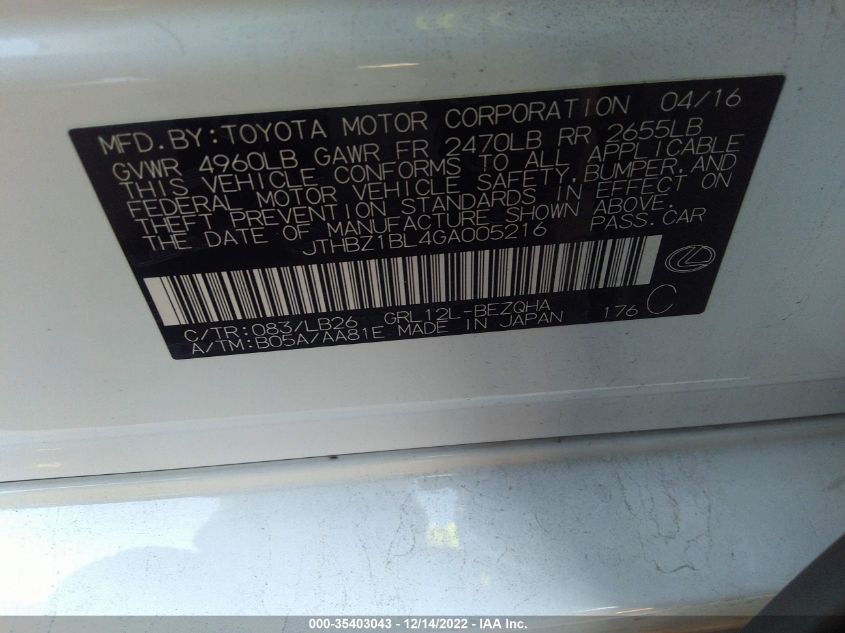 MFD.BY:TOYOTA MOTOR CORPORATION 04/16
GVWR 4960LB GAWR FR 2470LB RR 2655LB
THIS VEHICLE CONFORMS TO ALL APPLICABLE
FEDERAL MOTOR VEHICLE SAFETY,BUMPER,AND
THEFT PREVENTION STANDARDS IN EFFECT ON
THE DATE OF MANUFACTURE SHOWN ABOVE.
JTHBZ1BL4GA005216 PASS.CAR
C/TR:083/LB26 GRL12L-BEZQHA 176 C
A/TM:B05A/AA81E MADE IN JAPAN
000-35403043 - 12/14/2022 - IAA Inc.